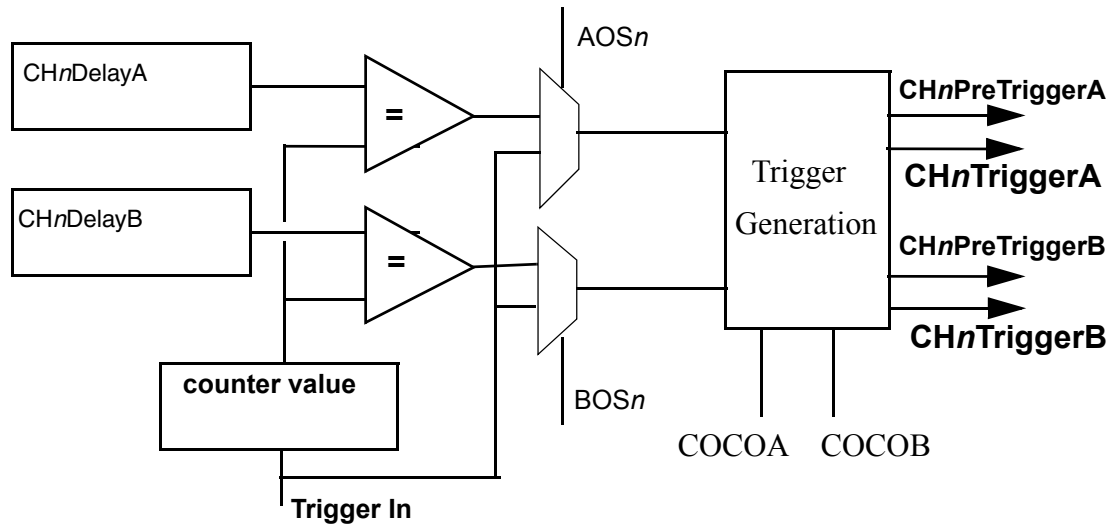 AOSn
CHnDelayA
CHnPreTriggerA
=
CHnTriggerA
Trigger
Generation
CHnDelayB
CHnPreTriggerB
=
CHnTriggerB
counter value
BOSn
COCOA
COCOB
Trigger In